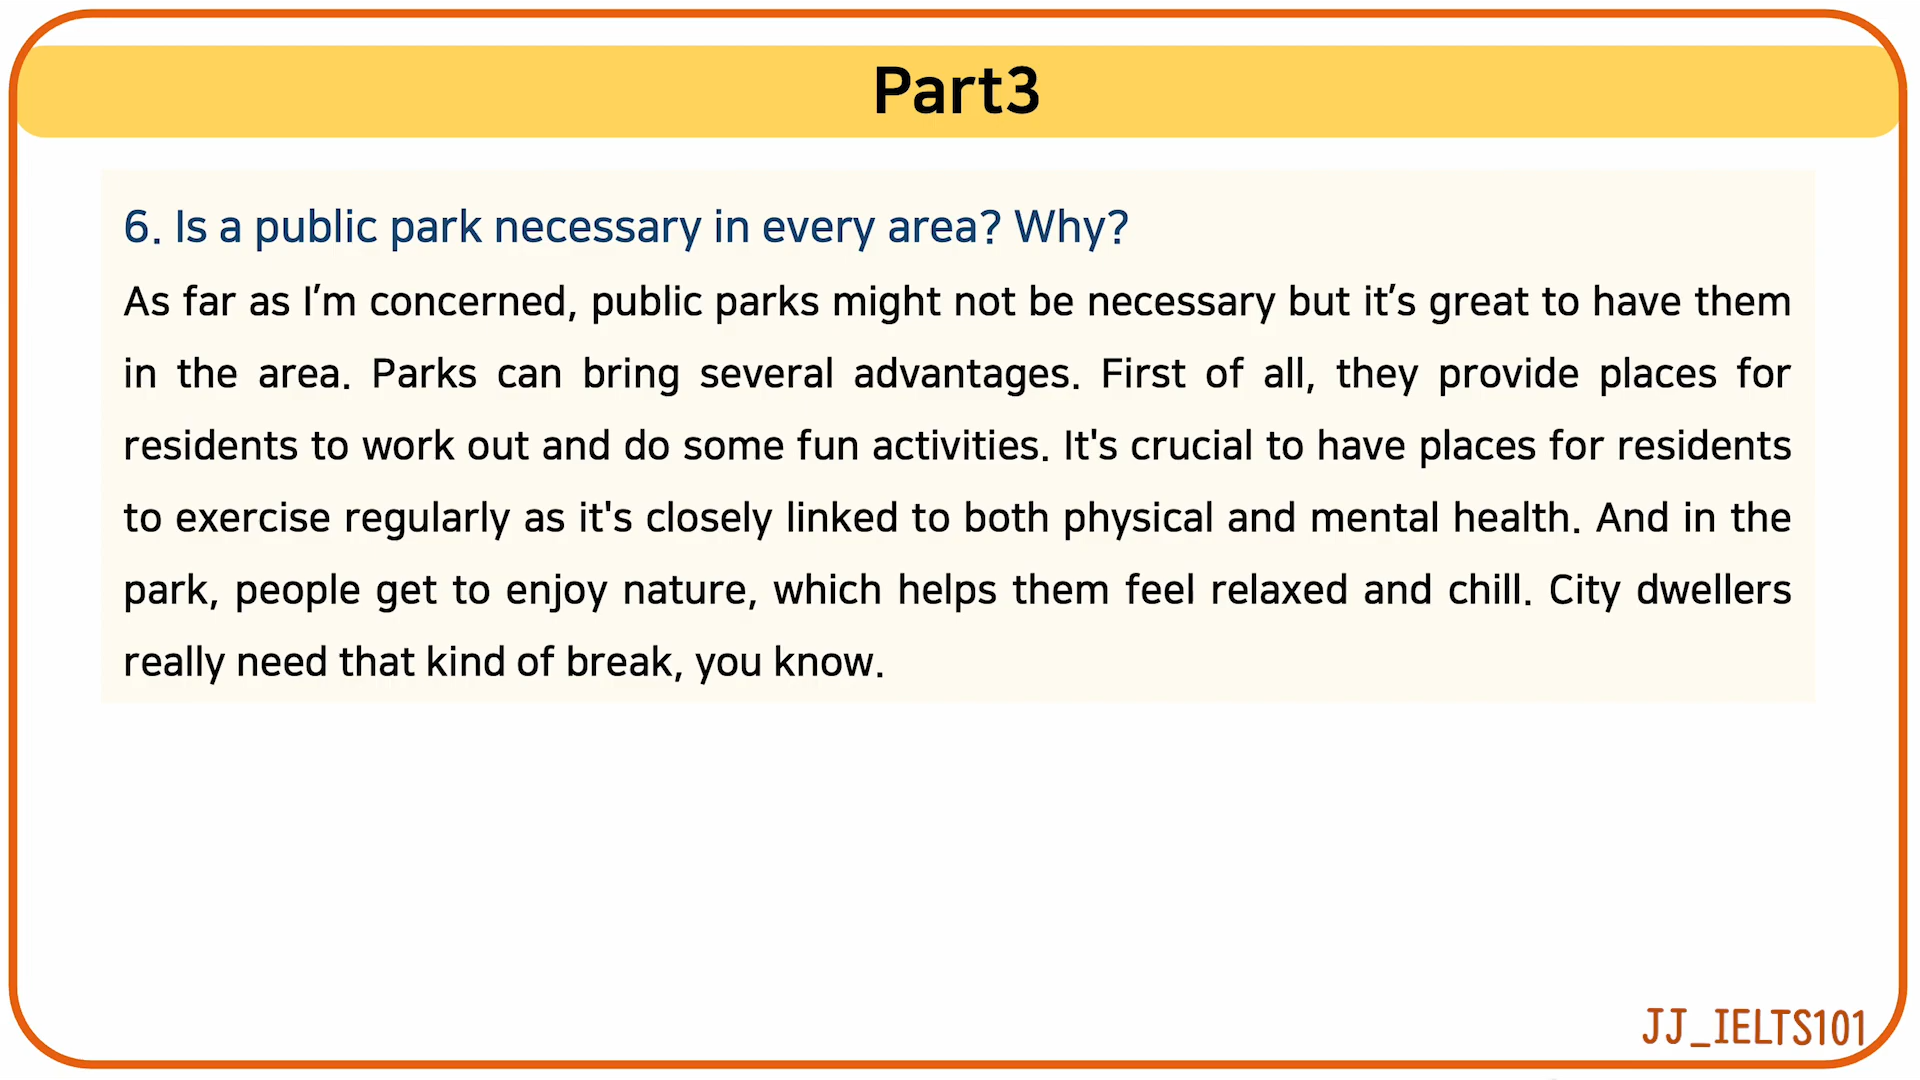 Part3
6. Is a public park necessary in every area? Why?
As far as I’m concerned, public parks might not be necessary but it’s great to have them
in the area. Parks can bring several advantages. First of all, they provide places for
residents to work out and do some fun activities. It's crucial to have places for residents
to exercise regularly as it's closely linked to both physical and mental health. And in the
park, people get to enjoy nature, which helps them feel relaxed and chill. City dwellers
really need that kind of break, you know.
JJ_IELTS101